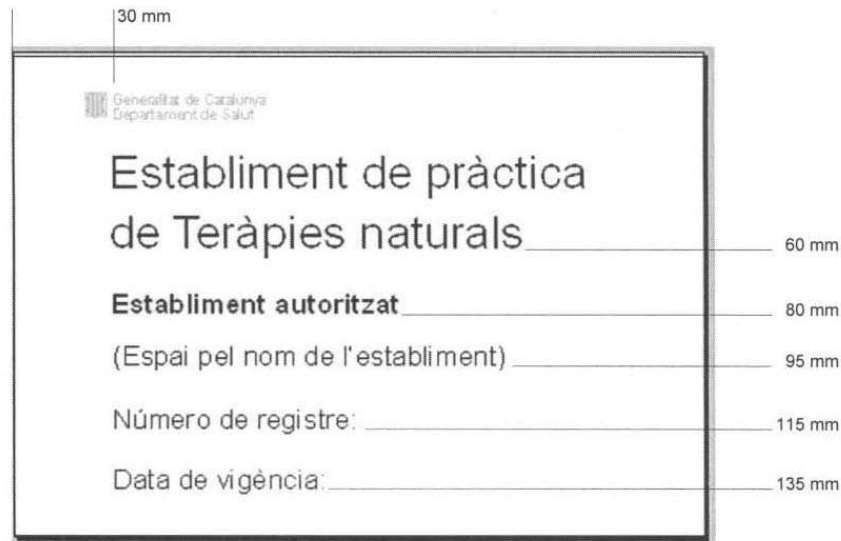 30 mm
Generalitat de Catalunya
Departament de Salut
Establiment de pràctica
de Teràpies naturals
60 mm
Establiment autoritzat
80 mm
(Espai pel nom de l'establiment)
95 mm
Número de registre:
115 mm
Data de vigència:
135 mm